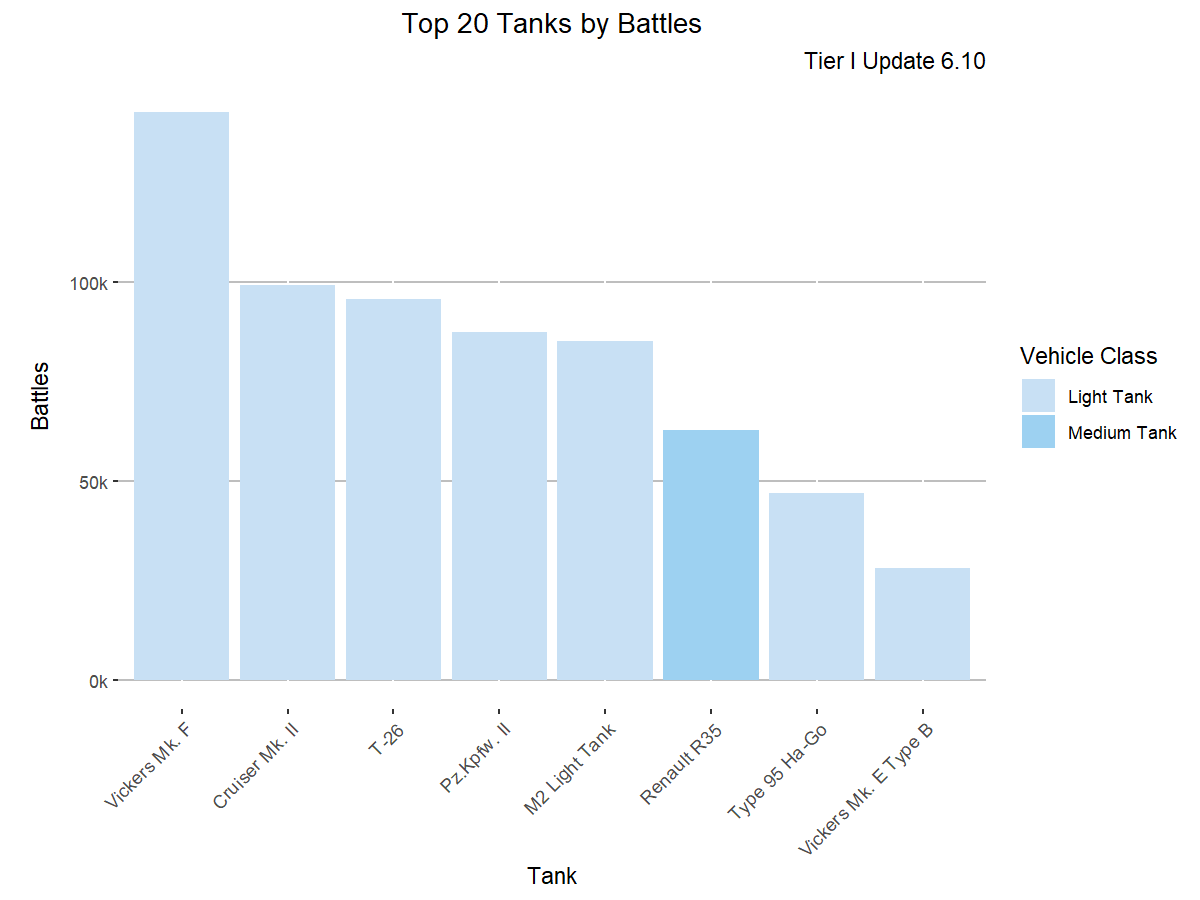 Top 20 Tanks by Battles
Tier I Update 6.10
100k
50k
0k
Battles
Vickers Mk. F
Cruiser Mk. II
T-26
Pz.Kpfw. II
M2 Light Tank
Renault R35
Type 95 Ha-Go
Vickers Mk. E Type B
Tank
Vehicle Class
Light Tank
Medium Tank